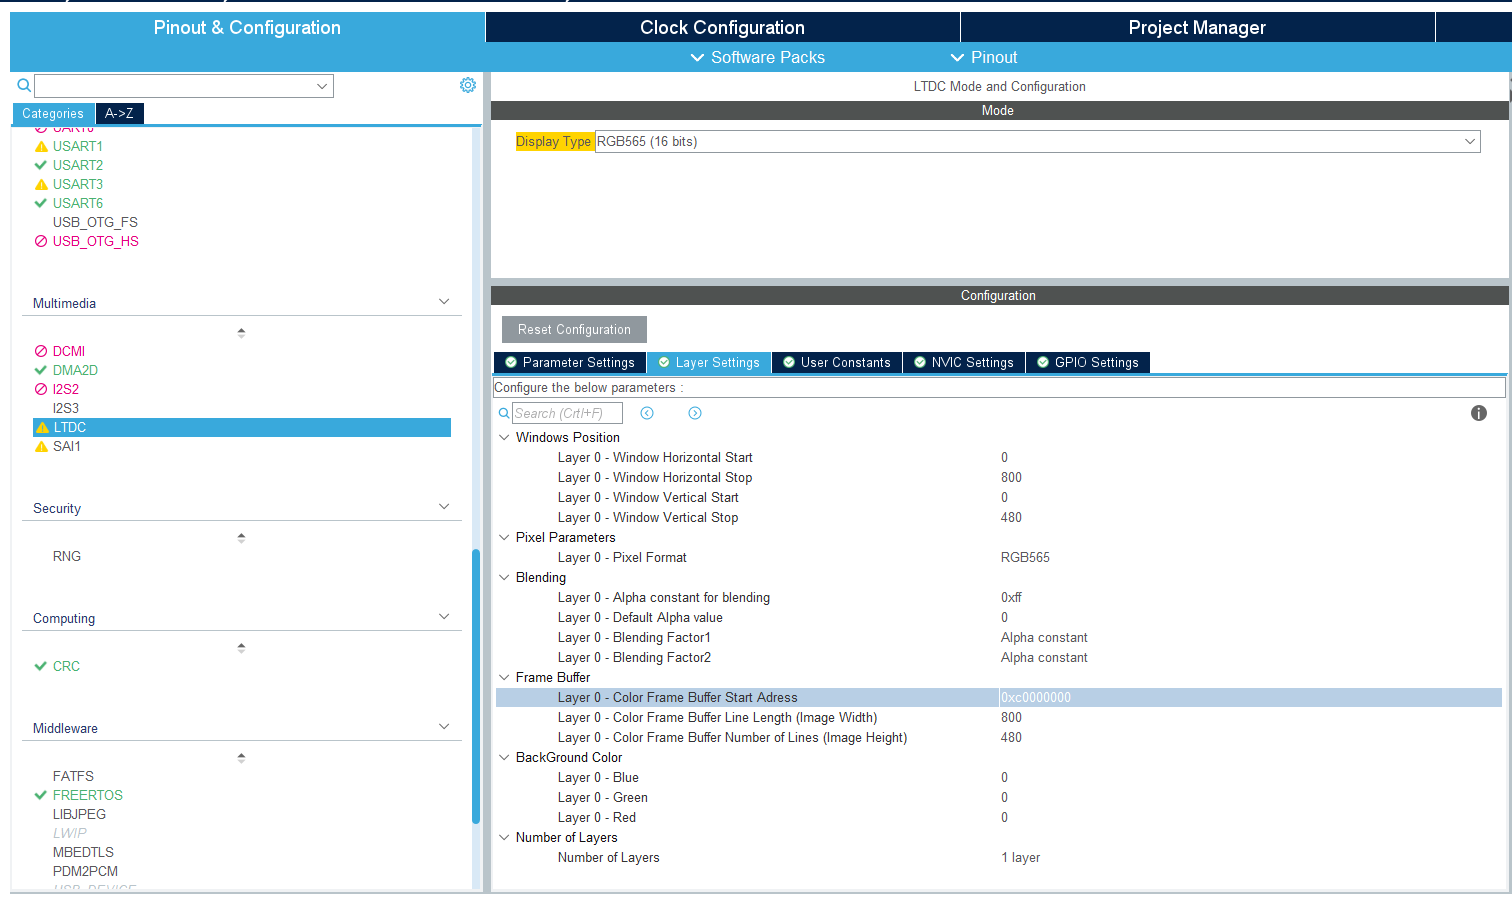 Pinout & Configuration
Clock Configuration
Project Manager
Software Packs
Pinout
Categories
A->Z
USART1
USART2
USART3
USART6
USB_OTG_FS
USB_OTG_HS
Multimedia
DCMI
DMA2D
I2S2
I2S3
LTDC
SAI1
Security
RNG
Computing
CRC
Middleware
FATFS
FREERTOS
LIBJPEG
LWIP
MBEDTLS
PDM2PCM
USB_DEVICE
LTDC Mode and Configuration
Mode
Display Type RGB565 (16 bits)
Configuration
Reset Configuration
Parameter Settings
Layer Settings
User Constants
NVIC Settings
GPIO Settings
Configure the below parameters :
Search (Crtl+F)
Windows Position
Layer 0 - Window Horizontal Start 0
Layer 0 - Window Horizontal Stop 800
Layer 0 - Window Vertical Start 0
Layer 0 - Window Vertical Stop 480
Pixel Parameters
Layer 0 - Pixel Format RGB565
Blending
Layer 0 - Alpha constant for blending 0xff
Layer 0 - Default Alpha value 0
Layer 0 - Blending Factor1 Alpha constant
Layer 0 - Blending Factor2 Alpha constant
Frame Buffer
Layer 0 - Color Frame Buffer Start Adress 0xc0000000
Layer 0 - Color Frame Buffer Line Length (Image Width) 800
Layer 0 - Color Frame Buffer Number of Lines (Image Height) 480
BackGround Color
Layer 0 - Blue 0
Layer 0 - Green 0
Layer 0 - Red 0
Number of Layers
Number of Layers 1 layer